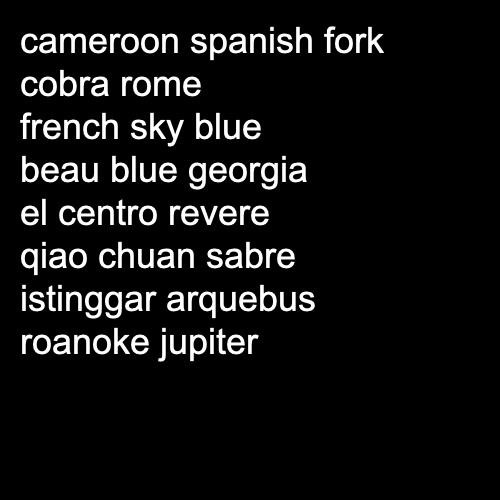 cameroon spanish fork
cobra rome
french sky blue
beau blue georgia
el centro revere
qiao chuan sabre
istinggar arquebus
roanoke jupiter